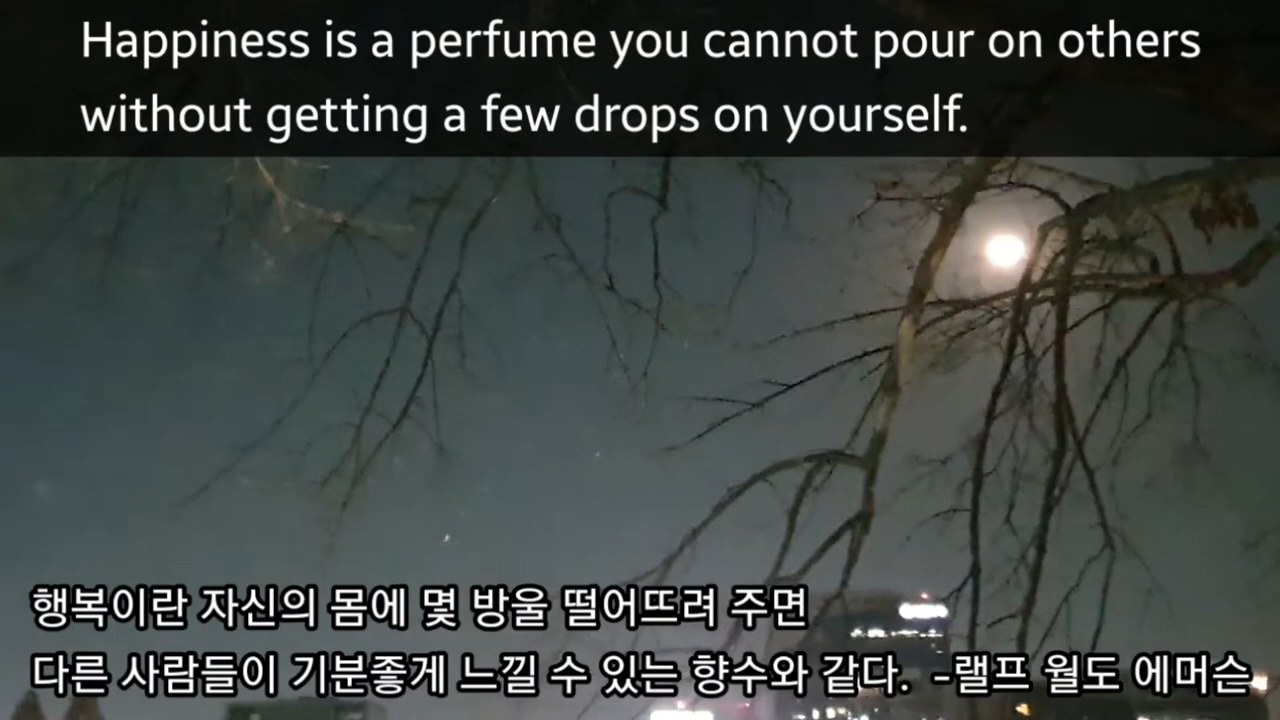 Happiness is a perfume you cannot pour on others
without getting a few drops on yourself.
행복이란 자신의 몸에 몇 방울 떨어뜨려 주면
다른 사람들이 기분좋게 느낄 수 있는 향수와 같다. -랠프 월도 에머슨